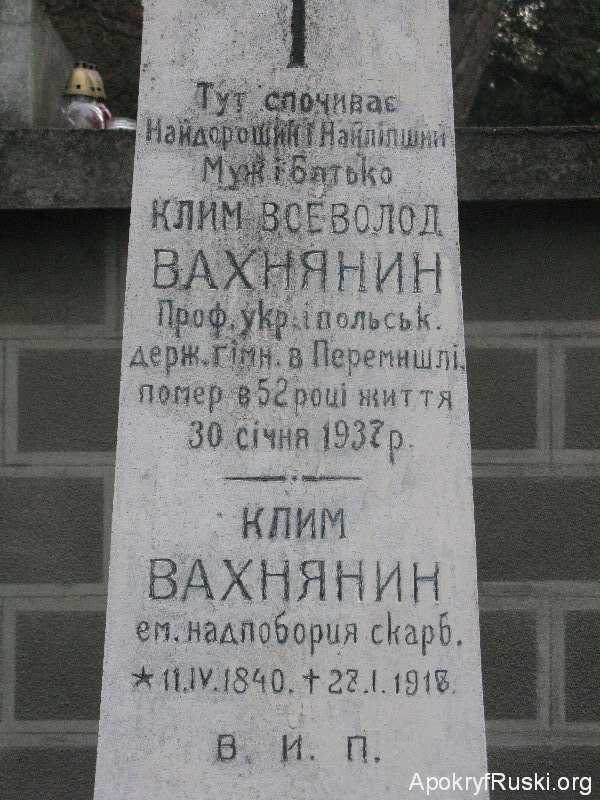 Тут спочиває
Найдорощий і Найліпший
Муж і Батько
КЛИМ ВСЕВОЛОД
ВАХНЯНИН
Проф. укр. і польськ.
держ. гімн. в Перемишлі.
помер в 52 році життя
30 січня 1937 р.
КЛИМ
ВАХНЯНИН
ем. надпоборця скарб.
★ 11.IV.1840. † 27.I.1917.
В. И. П.
ApokryfRuski.org